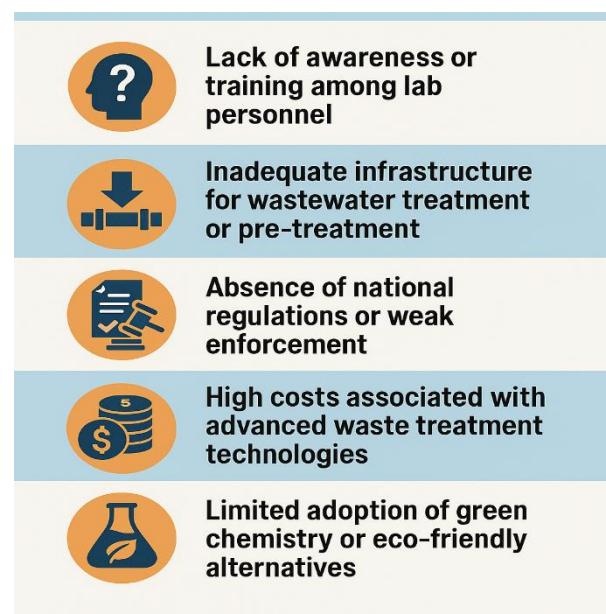 ?
Lack of awareness or
training among lab
personnel
Inadequate infrastructure
for wastewater treatment
or pre-treatment
Absence of national
regulations or weak
enforcement
5
$
High costs associated with
advanced waste treatment
technologies
Limited adoption of green
chemistry or eco-friendly
alternatives